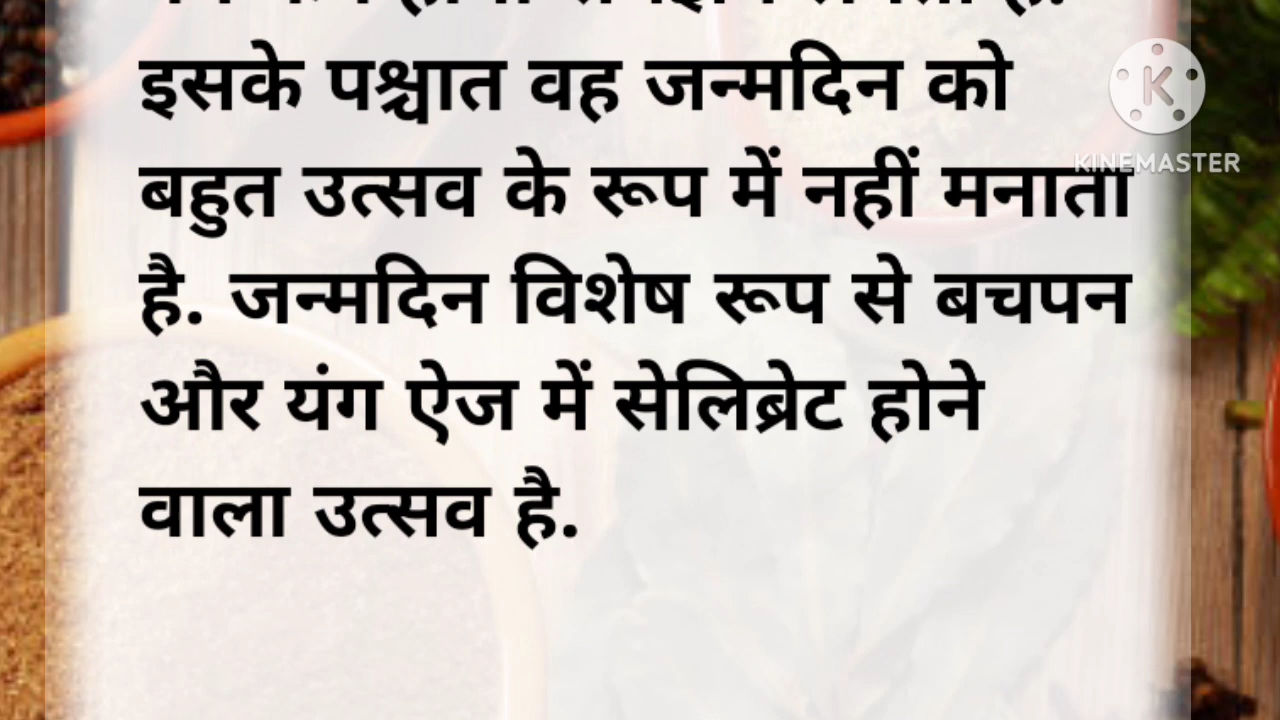 इसके पश्चात वह जन्मदिन को
बहुत उत्सव के रूप में नहीं मनाता
है. जन्मदिन विशेष रूप से बचपन
और यंग ऐज में सेलिब्रेट होने
वाला उत्सव है.
KINEMASTER